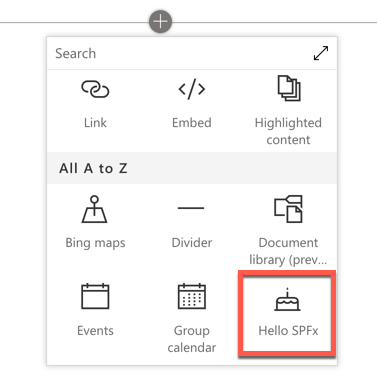 Search
Link
Embed
Highlighted
content
All A to Z
Bing maps
Divider
Document
library (prev...
Events
Group
calendar
Hello SPFx